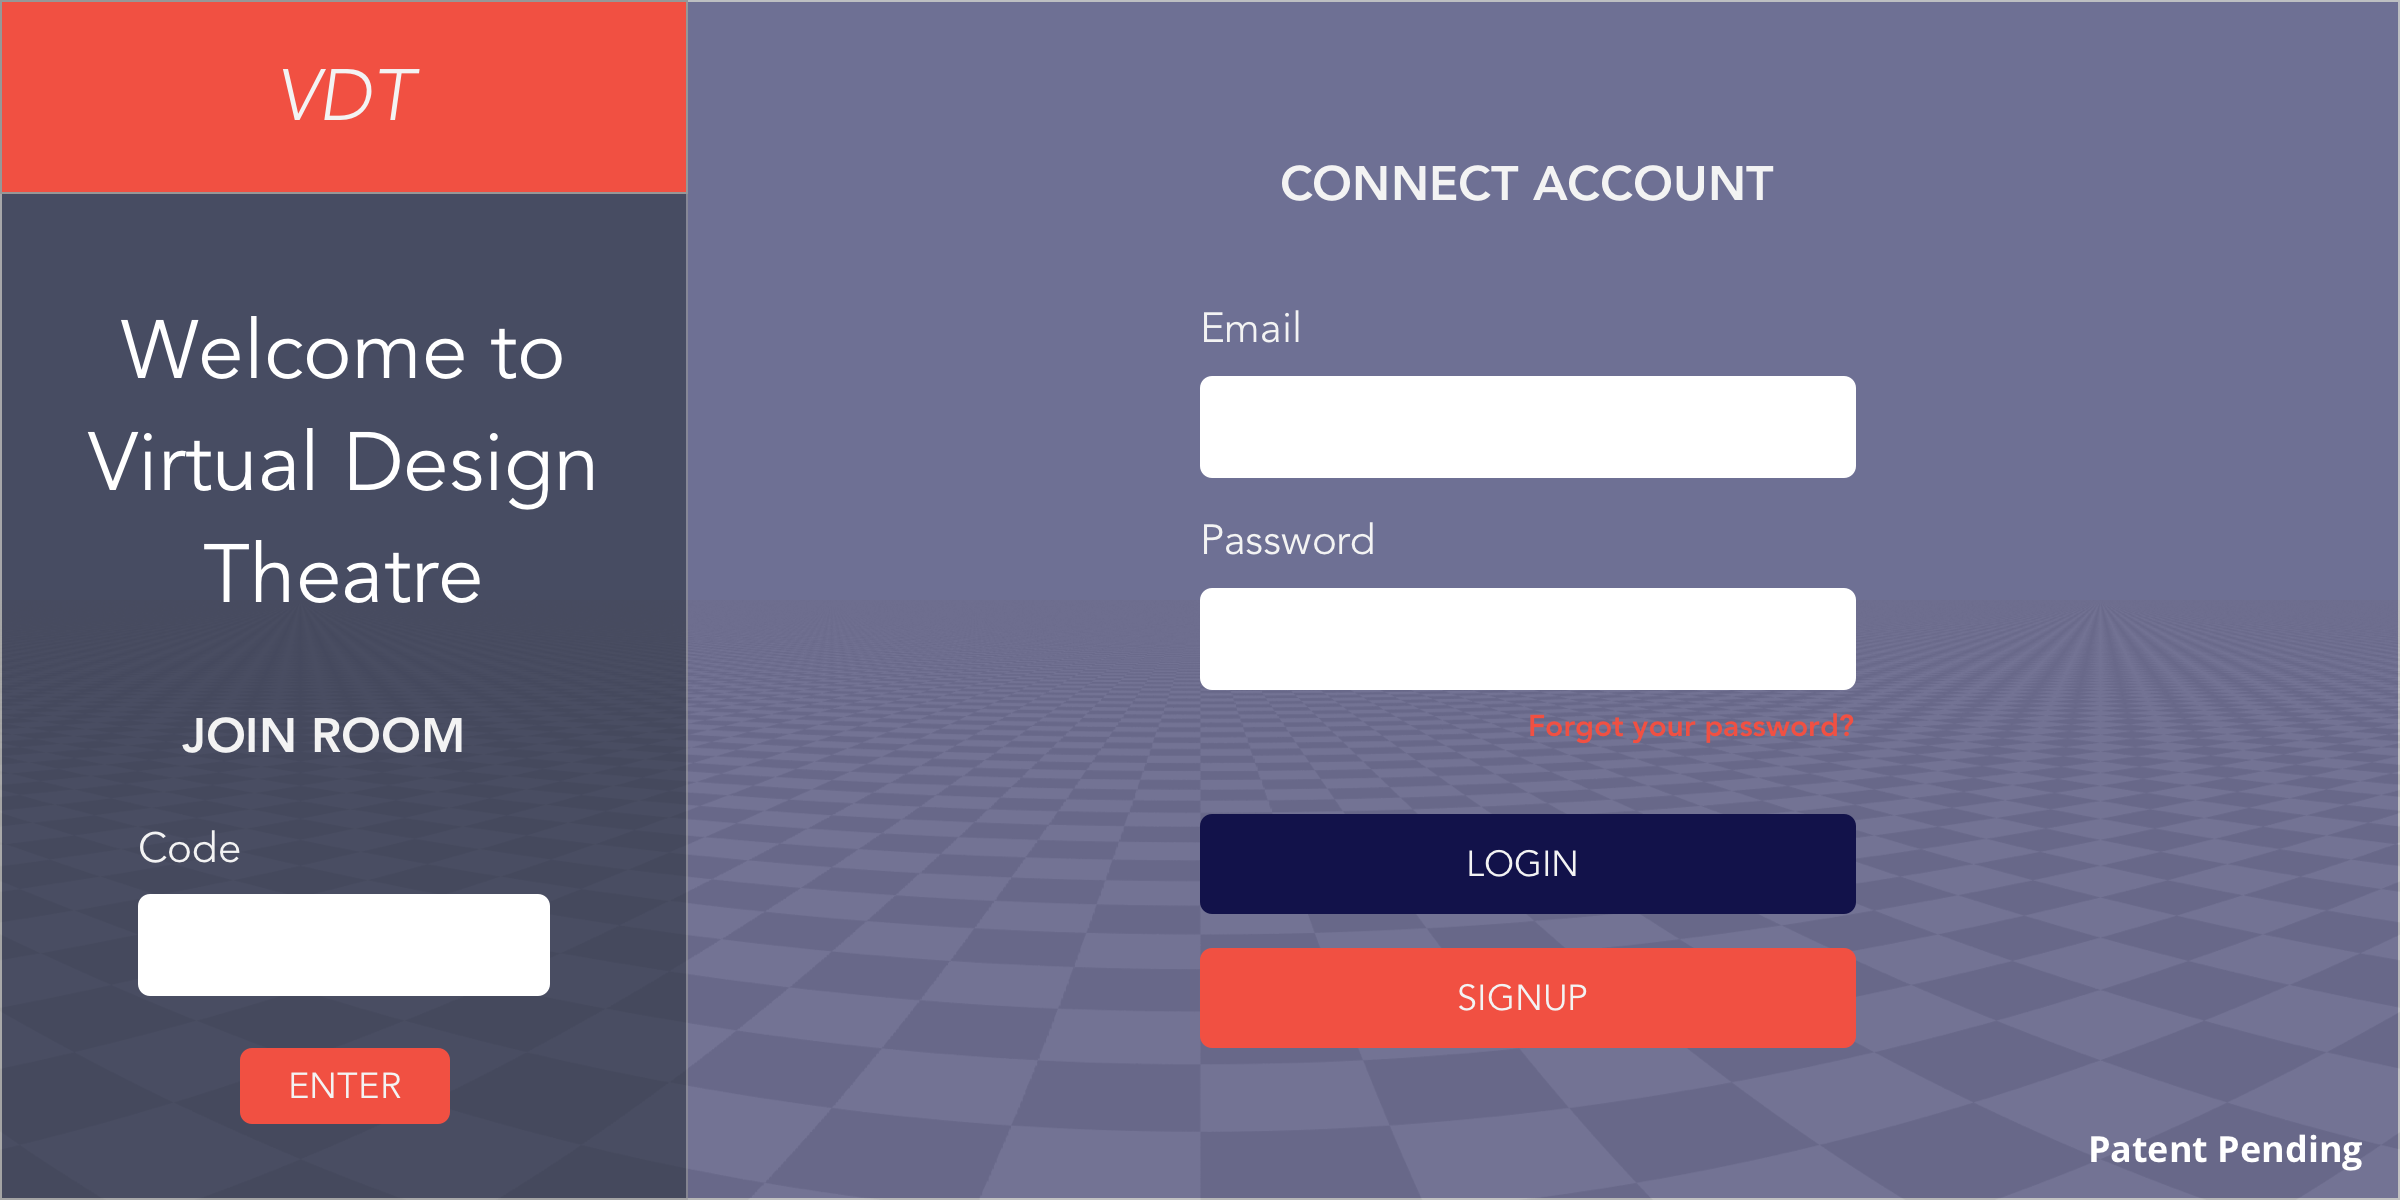 VDT
Welcome to
Virtual Design
Theatre
JOIN ROOM
Code
ENTER
CONNECT ACCOUNT
Email
Password
Forgot your password?
LOGIN
SIGNUP
Patent Pending